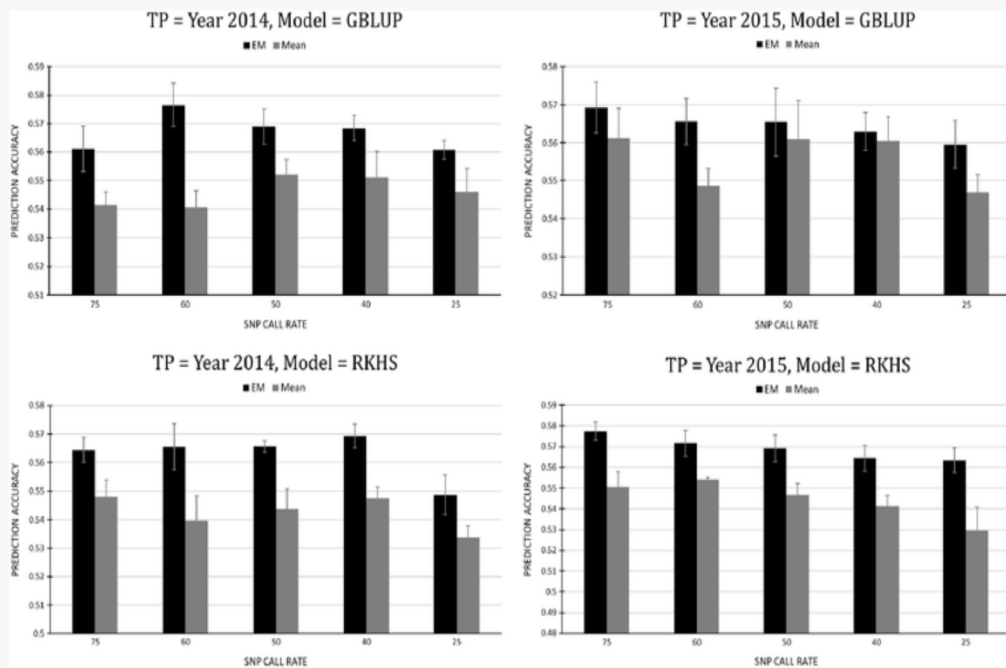 TP = Year 2014, Model = GBLUP
EM Mean
PREDICTION ACCURACY
0.59
0.58
0.57
0.56
0.55
0.54
0.53
0.52
0.51
75 60 50 40 25
SNP CALL RATE
TP = Year 2015, Model = GBLUP
EM Mean
PREDICTION ACCURACY
0.58
0.57
0.56
0.55
0.54
0.53
0.52
75 60 50 40 25
SNP CALL RATE
TP = Year 2014, Model = RKHS
EM Mean
PREDICTION ACCURACY
0.58
0.57
0.56
0.55
0.54
0.53
0.52
0.51
0.5
75 60 50 40 25
SNP CALL RATE
TP = Year 2015, Model = RKHS
EM Mean
PREDICTION ACCURACY
0.59
0.58
0.57
0.56
0.55
0.54
0.53
0.52
0.51
0.5
0.49
0.48
75 60 50 40 25
SNP CALL RATE